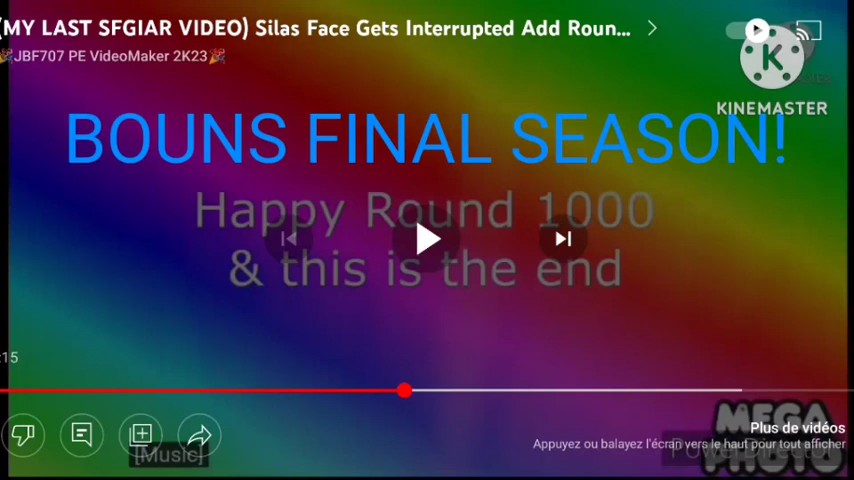 (MY LAST SFGIAR VIDEO) Silas Face Gets Interrupted Add Roun...
JBF707 PE VideoMaker 2K23
K
KINEMASTER
BOUNS FINAL SEASON!
Happy Round 1000
& this is the end
:15
MEGA
Plus de vidéos
Appuyez ou balayez l'écran vers le haut pour tout afficher
PHOTO
PowerDirector
[Music]